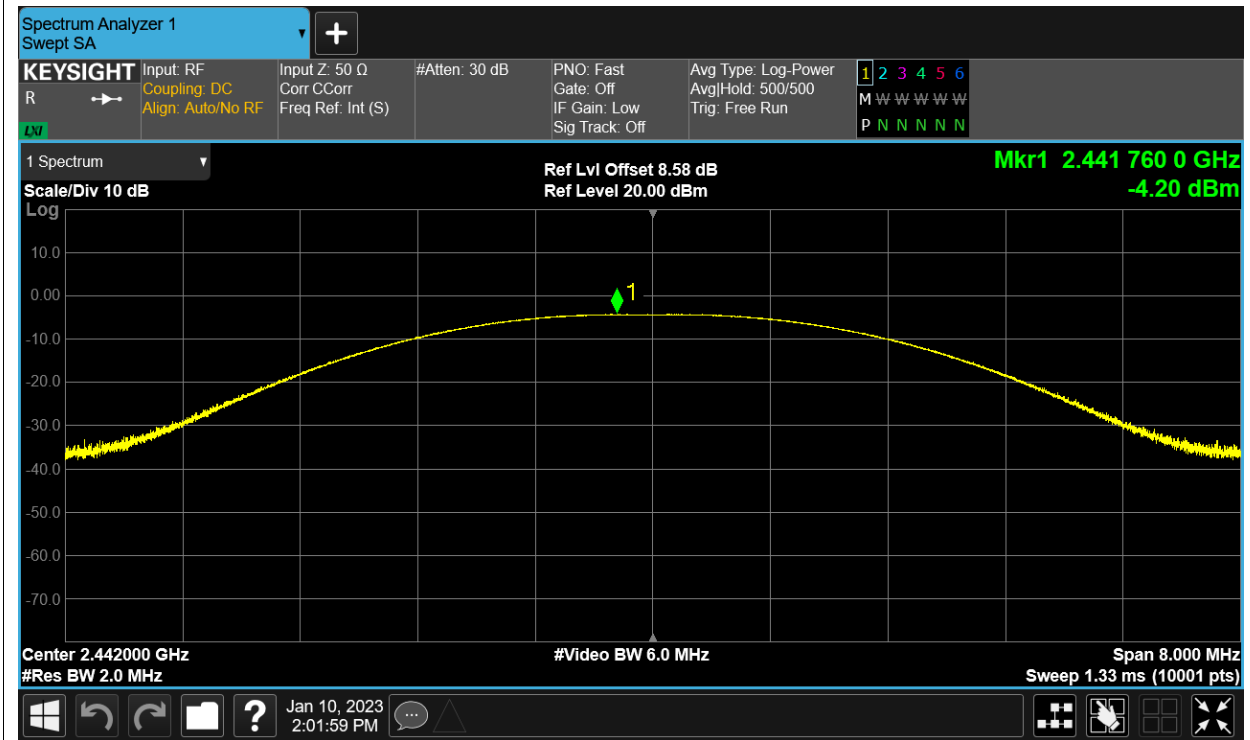 Spectrum Analyzer 1
Swept SA
+
KEYSIGHT
R
LXI
Input: RF
Coupling: DC
Align: Auto/No RF
Input Z: 50 Ω
Corr CCorr
Freq Ref: Int (S)
#Atten: 30 dB
PNO: Fast
Gate: Off
IF Gain: Low
Sig Track: Off
Avg Type: Log-Power
Avg|Hold: 500/500
Trig: Free Run
1 2 3 4 5 6
M W W W W W
P N N N N N
1 Spectrum
Scale/Div 10 dB
Log
Ref Lvl Offset 8.58 dB
Ref Level 20.00 dBm
Mkr1 2.441 760 0 GHz
-4.20 dBm
10.0
0.00
-10.0
-20.0
-30.0
-40.0
-50.0
-60.0
-70.0
1
Center 2.442000 GHz
#Res BW 2.0 MHz
#Video BW 6.0 MHz
Span 8.000 MHz
Sweep 1.33 ms (10001 pts)
?
Jan 10, 2023
2:01:59 PM